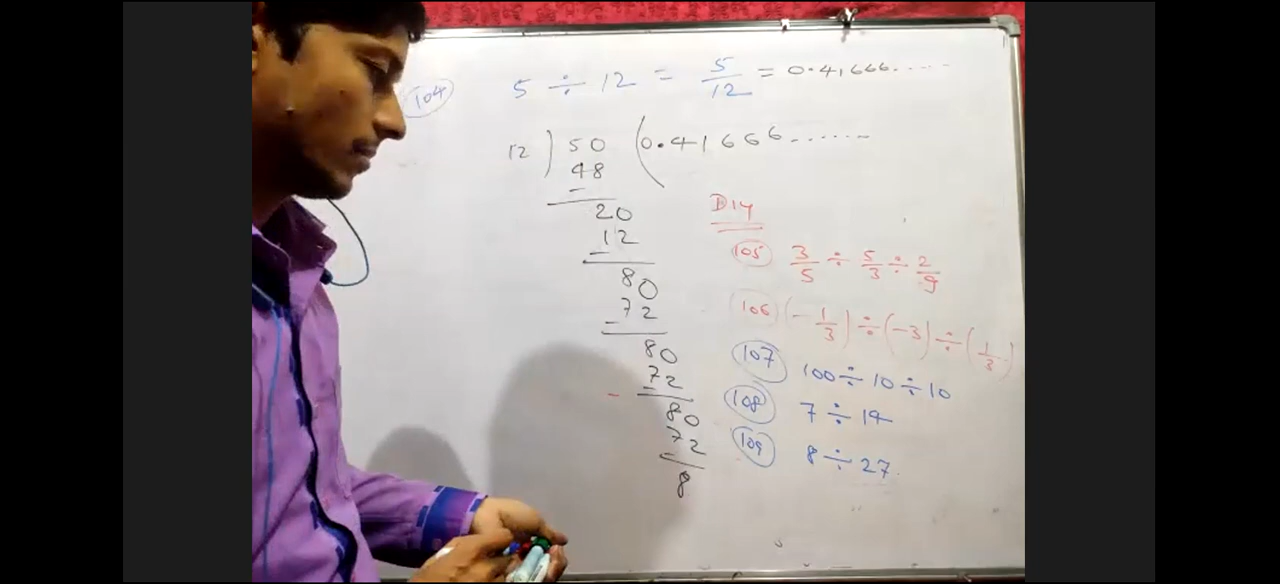 104 5 ÷ 12 = 5/12 = 0.41666.....
12 ) 50 ( 0.41666......
48
-
20
12
-
80
72
-
80
72
-
80
72
-
8
DIY
105 3/5 ÷ 5/3 ÷ 2/9
106 (-1/3) ÷ (-3) ÷ (1/3)
107 100 ÷ 10 ÷ 10
108 7 ÷ 14
109 8 ÷ 27